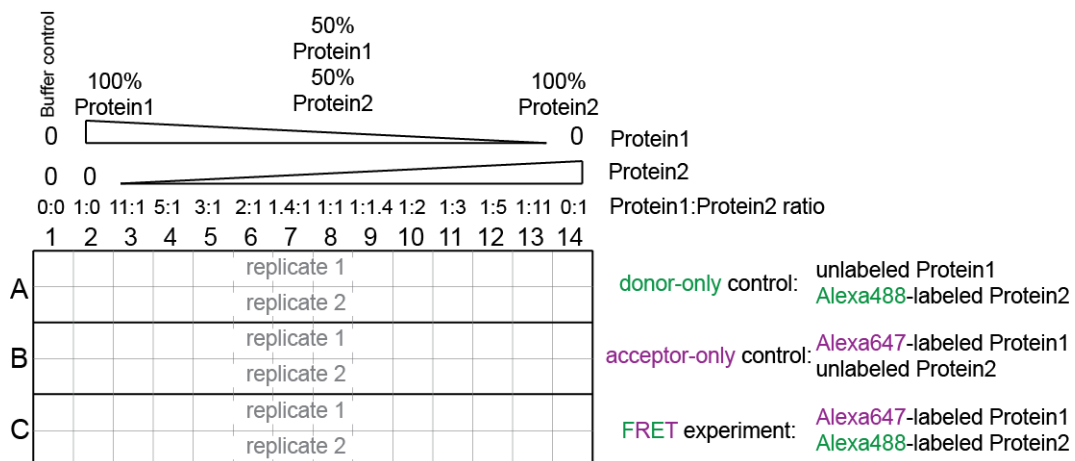 Buffer control
50%
Protein1
50%
Protein2
100%
Protein1
100%
Protein2
0 0 Protein1
0 0 Protein2
0:0 1:0 11:1 5:1 3:1 2:1 1.4:1 1:1 1:1.4 1:2 1:3 1:5 1:11 0:1 Protein1:Protein2 ratio
1 2 3 4 5 6 7 8 9 10 11 12 13 14
A
replicate 1
replicate 2
donor-only control:
unlabeled Protein1
Alexa488-labeled Protein2
B
replicate 1
replicate 2
acceptor-only control:
Alexa647-labeled Protein1
unlabeled Protein2
C
replicate 1
replicate 2
FRET experiment:
Alexa647-labeled Protein1
Alexa488-labeled Protein2